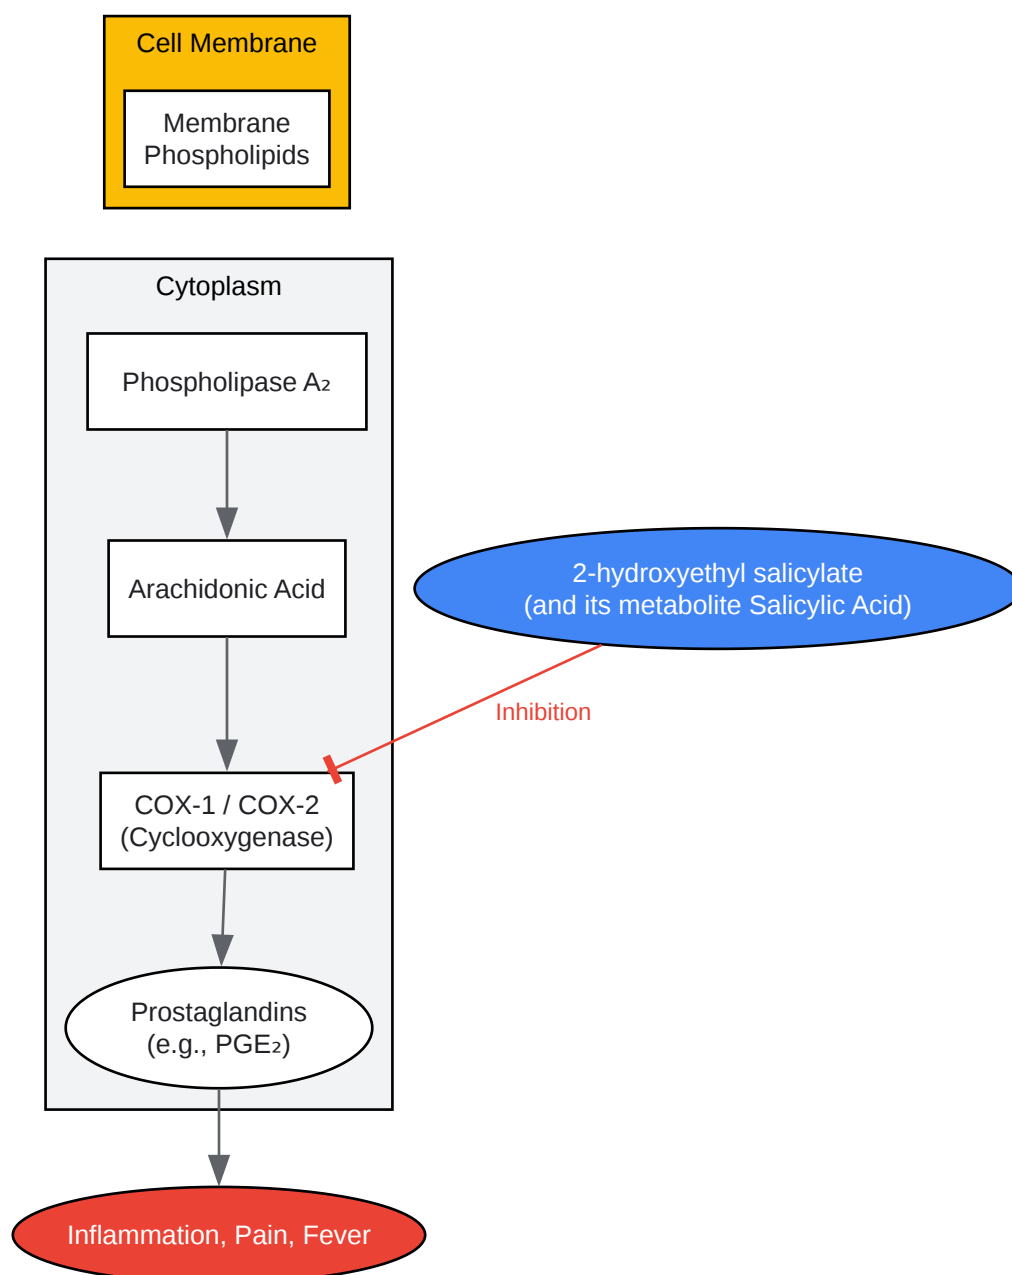 Cell Membrane
Membrane
Phospholipids
Cytoplasm
Phospholipase A₂
Arachidonic Acid
2-hydroxyethyl salicylate
(and its metabolite Salicylic Acid)
Inhibition
COX-1 / COX-2
(Cyclooxygenase)
Prostaglandins
(e.g., PGE₂)
Inflammation, Pain, Fever